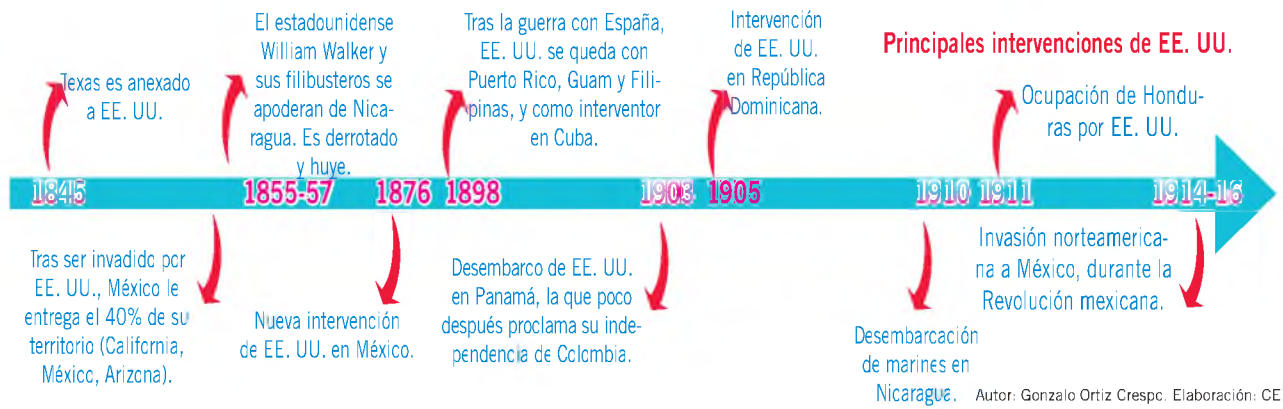 Principales intervenciones de EE. UU.
Texas es anexado
a EE. UU.
El estadounidense
William Walker y
sus filibusteros se
apoderan de Nica-
ragua. Es derrotado
y huye.
Tras la guerra con España,
EE. UU. se queda con
Puerto Rico, Guam y Fili-
pinas, y como interventor
en Cuba.
Intervención
de EE. UU.
en República
Dominicana.
Ocupación de Hondu-
ras por EE. UU.
1845 1855-57 1876 1898 1903 1905 1910 1911 1914-16
Tras ser invadido por
EE. UU., México le
entrega el 40% de su
territorio (California,
México, Arizona).
Nueva intervención
de EE. UU. en México.
Desembarco de EE. UU.
en Panamá, la que poco
después proclama su inde-
pendencia de Colombia.
Desembarcación
de marines en
Nicaragua.
Invasión norteamerica-
na a México, durante la
Revolución mexicana.
Autor: Gonzalo Ortiz Crespo. Elaboración: CE